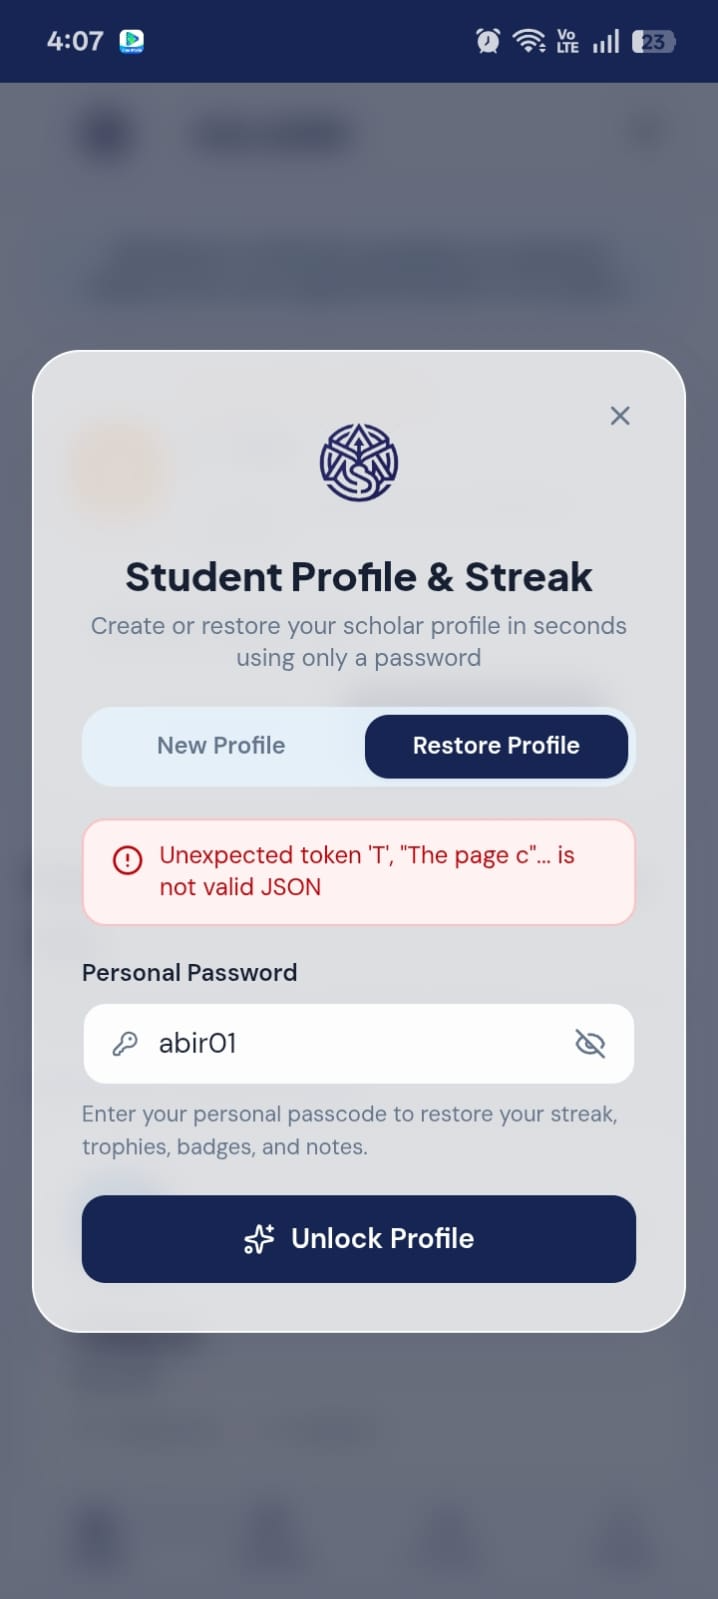 4:07
Vo
LTE
23
Student Profile & Streak
Create or restore your scholar profile in seconds
using only a password
New Profile
Restore Profile
Unexpected token 'T', "The page c"... is
not valid JSON
Personal Password
abir01
Enter your personal passcode to restore your streak,
trophies, badges, and notes.
Unlock Profile